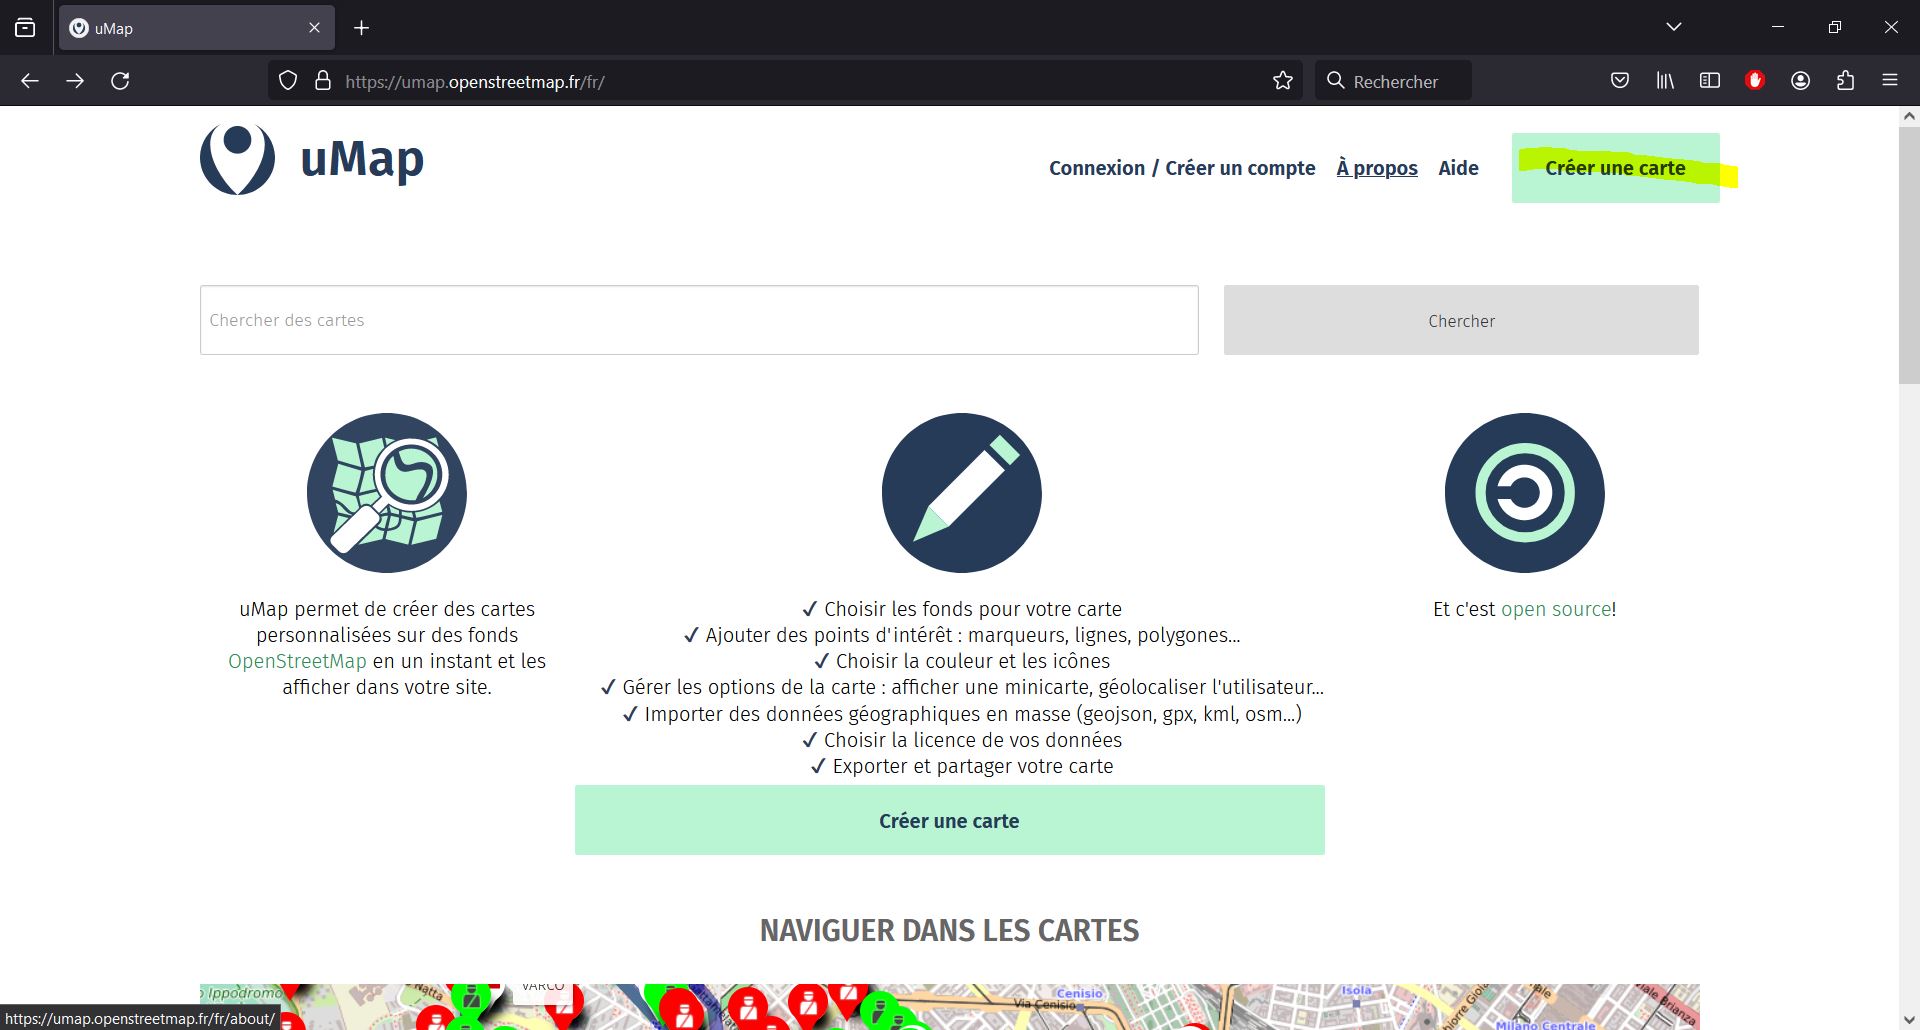 uMap
https://umap.openstreetmap.fr/fr/
Rechercher
uMap
Connexion / Créer un compte À propos Aide Créer une carte
Chercher des cartes
Chercher
uMap permet de créer des cartes
personnalisées sur des fonds
OpenStreetMap en un instant et les
afficher dans votre site.
✓ Choisir les fonds pour votre carte
✓ Ajouter des points d'intérêt : marqueurs, lignes, polygones...
✓ Choisir la couleur et les icônes
✓ Gérer les options de la carte : afficher une minicarte, géolocaliser l'utilisateur...
✓ Importer des données géographiques en masse (geojson, gpx, kml, osm...)
✓ Choisir la licence de vos données
✓ Exporter et partager votre carte
Et c'est open source!
Créer une carte
NAVIGUER DANS LES CARTES
Ippodromo
Natta
VARCO
Via Cenisio
Cenisio
Isola
Milano Centrale
Viale Brianza
https://umap.openstreetmap.fr/fr/about/